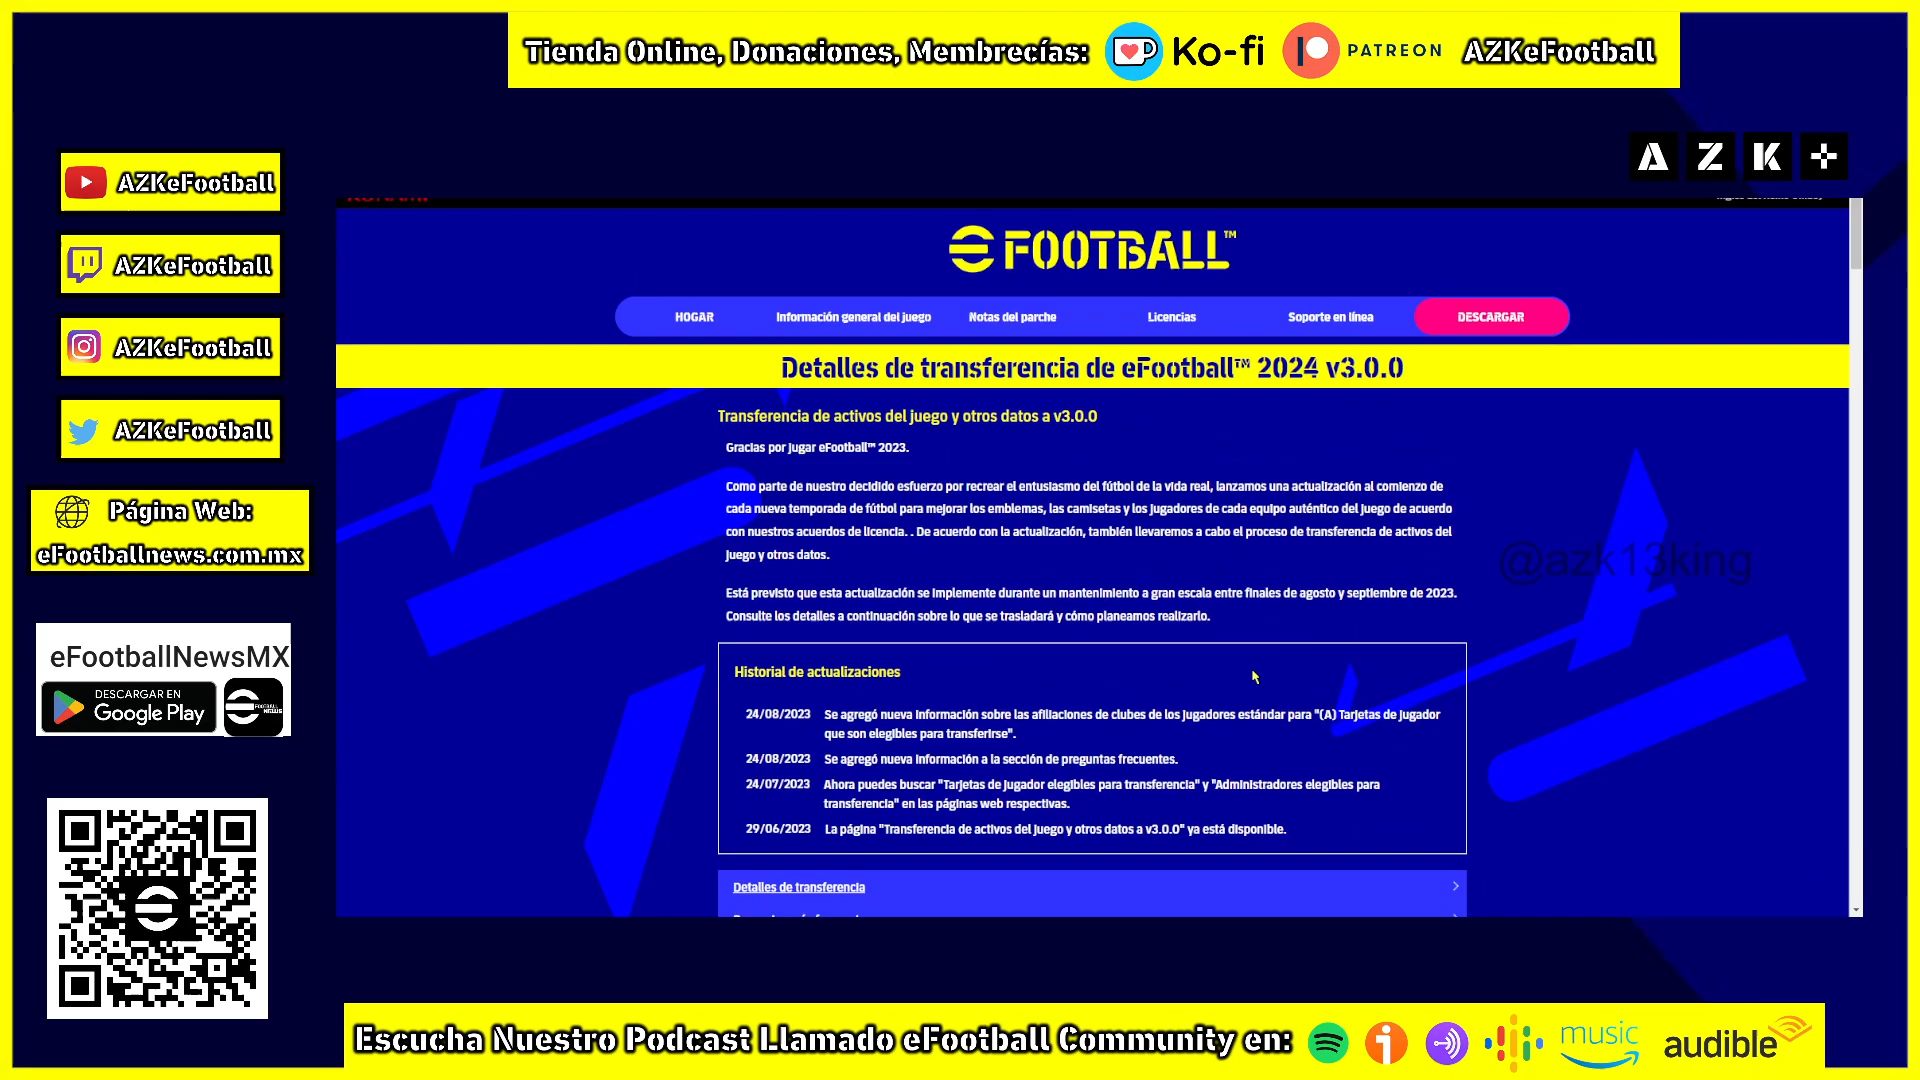 Tienda Online, Donaciones, Membrecías: Ko-fi PATREON AZKeFootball
A Z K +
AZKeFootball
AZKeFootball
AZKeFootball
AZKeFootball
Página Web:
eFootballnews.com.mx
eFootballNewsMX
DESCARGAR EN
Google Play
FOOTBALL NEWS
KONAMI
FOOTBALL™
HOGAR Información general del juego Notas del parche Licencias Soporte en línea DESCARGAR
Detalles de transferencia de eFootball™ 2024 v3.0.0
Transferencia de activos del juego y otros datos a v3.0.0
Gracias por jugar eFootball™ 2023.
Como parte de nuestro decidido esfuerzo por recrear el entusiasmo del fútbol de la vida real, lanzamos una actualización al comienzo de
cada nueva temporada de fútbol para mejorar los emblemas, las camisetas y los jugadores de cada equipo auténtico del juego de acuerdo
con nuestros acuerdos de licencia. . De acuerdo con la actualización, también llevaremos a cabo el proceso de transferencia de activos del
juego y otros datos.
@azk13king
Está previsto que esta actualización se implemente durante un mantenimiento a gran escala entre finales de agosto y septiembre de 2023.
Consulte los detalles a continuación sobre lo que se trasladará y cómo planeamos realizarlo.
Historial de actualizaciones
24/08/2023 Se agregó nueva información sobre las afiliaciones de clubes de los jugadores estándar para "(A) Tarjetas de jugador
que son elegibles para transferirse".
24/08/2023 Se agregó nueva información a la sección de preguntas frecuentes.
24/07/2023 Ahora puedes buscar "Tarjetas de jugador elegibles para transferencia" y "Administradores elegibles para
transferencia" en las páginas web respectivas.
29/06/2023 La página "Transferencia de activos del juego y otros datos a v3.0.0" ya está disponible.
Detalles de transferencia
Escucha Nuestro Podcast Llamado eFootball Community en: music audible